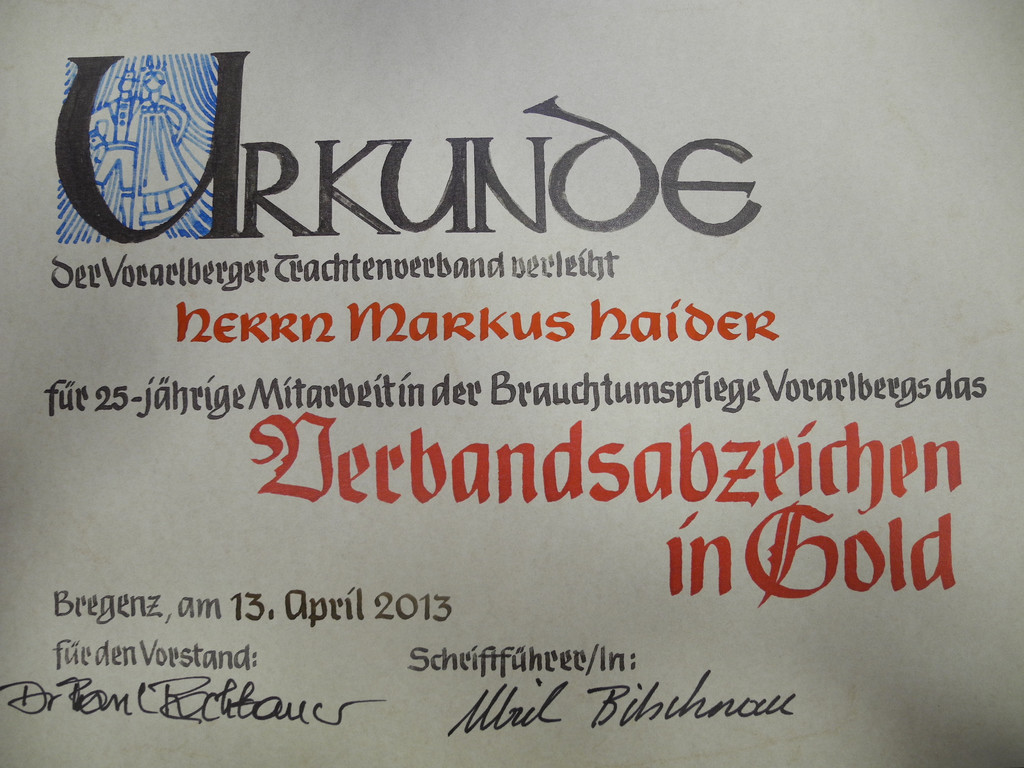 Urkunde
der Vorarlberger Trachtenverband verleiht
Herrn Markus Haider
für 25-jährige Mitarbeit in der Brauchtumspflege Vorarlbergs das
Verbandsabzeichen
in Gold
Bregenz, am 13. April 2013
für den Vorstand: Schriftführer/In:
Dr